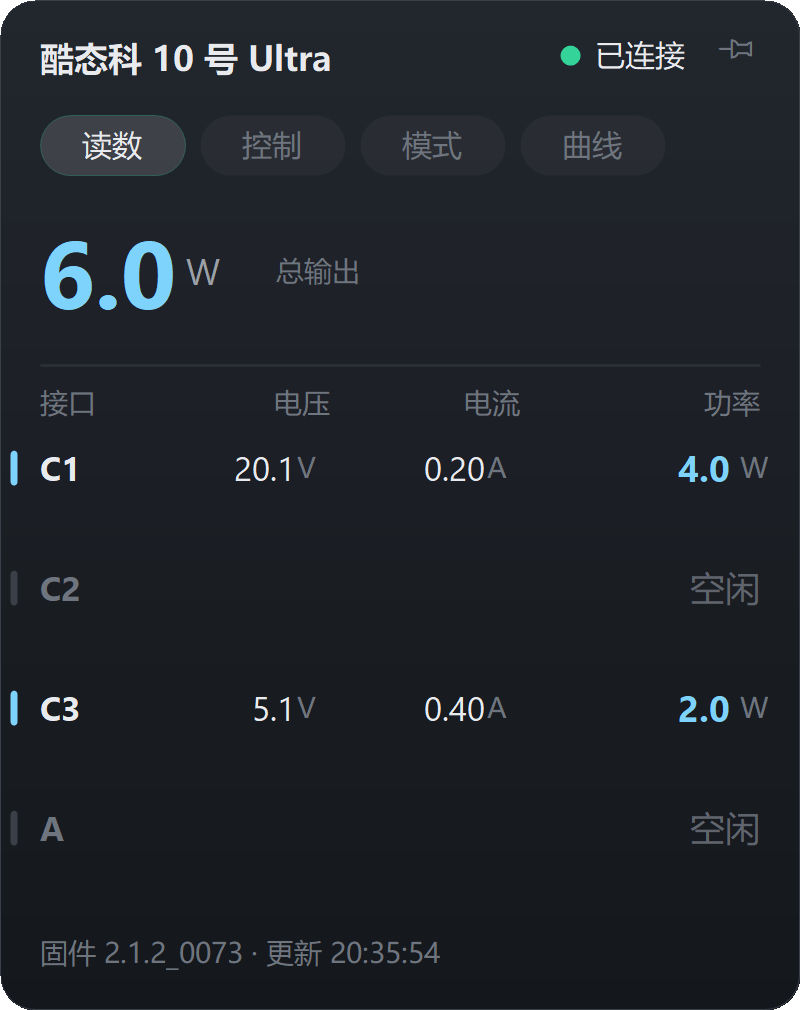 酷态科 10 号 Ultra 已连接
读数 控制 模式 曲线
6.0 W 总输出
接口 电压 电流 功率
C1 20.1V 0.20A 4.0 W
C2 空闲
C3 5.1V 0.40A 2.0 W
A 空闲
固件 2.1.2_0073 · 更新 20:35:54